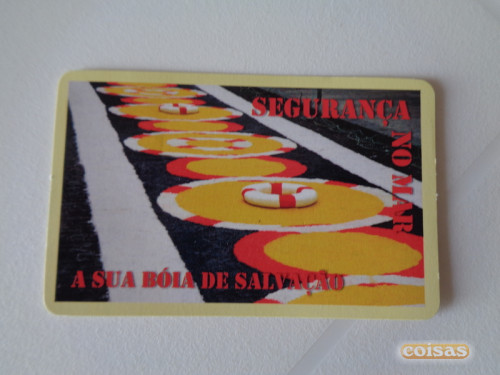 SEGURANÇA
NO MAR
A SUA BÓIA DE SALVAÇÃO
coisas